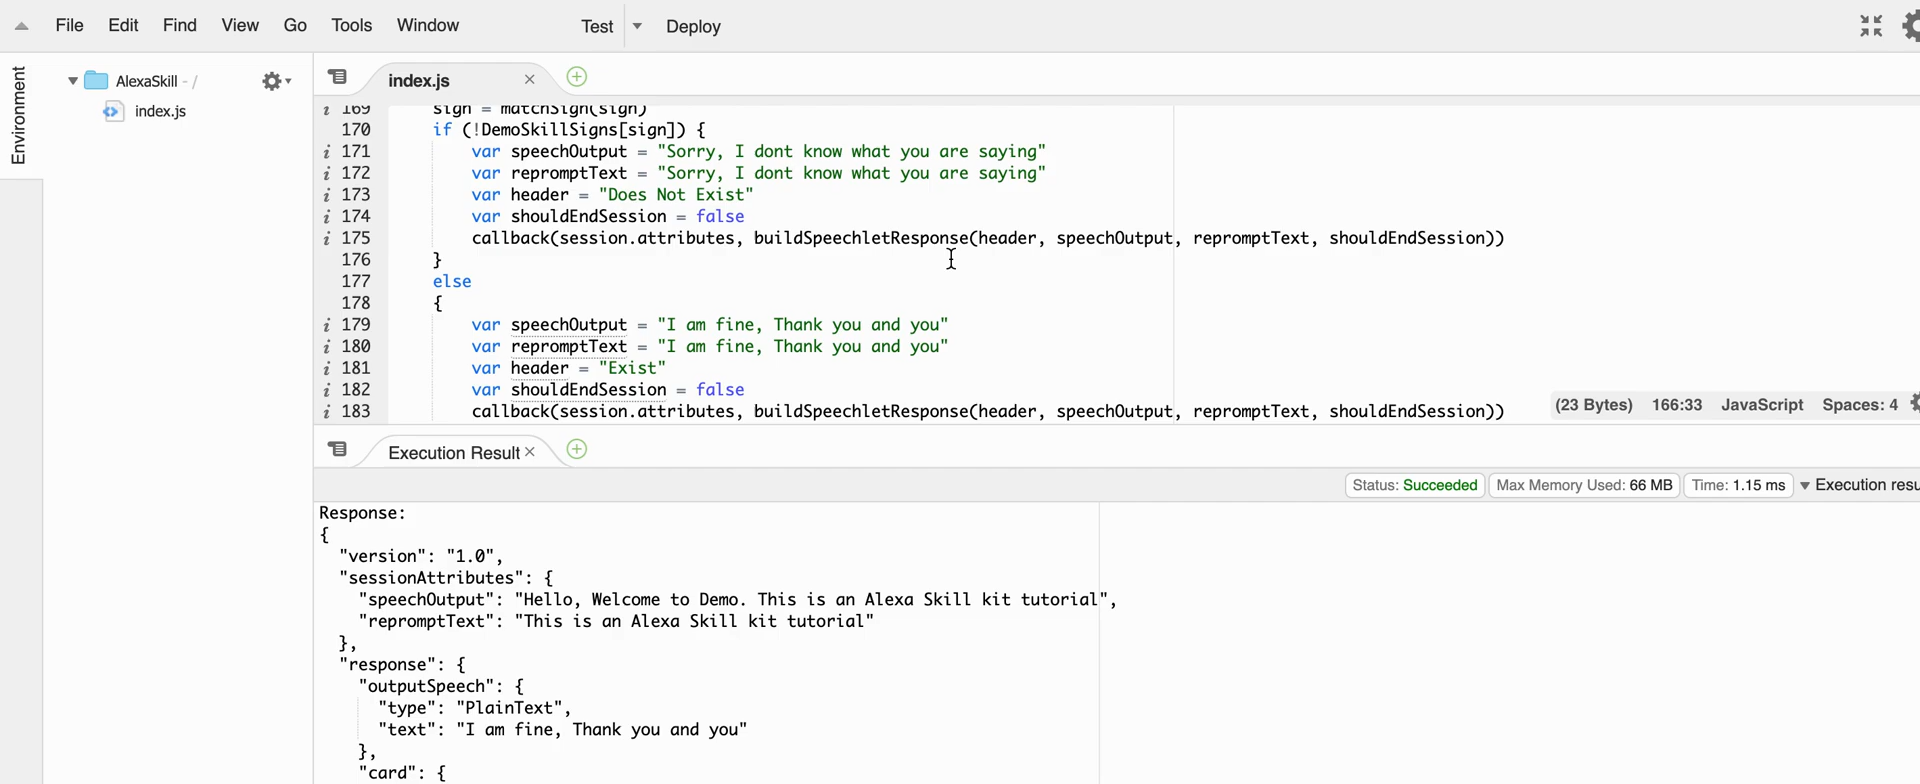 File Edit Find View Go Tools Window Test Deploy
Environment
AlexaSkill - /
index.js
index.js
169 sign = matchSign(sign)
170 if (!DemoSkillSigns[sign]) {
i 171 var speechOutput = "Sorry, I dont know what you are saying"
i 172 var repromptText = "Sorry, I dont know what you are saying"
i 173 var header = "Does Not Exist"
i 174 var shouldEndSession = false
i 175 callback(session.attributes, buildSpeechletResponse(header, speechOutput, repromptText, shouldEndSession))
176 }
177 else
178 {
i 179 var speechOutput = "I am fine, Thank you and you"
i 180 var repromptText = "I am fine, Thank you and you"
i 181 var header = "Exist"
i 182 var shouldEndSession = false
i 183 callback(session.attributes, buildSpeechletResponse(header, speechOutput, repromptText, shouldEndSession))
(23 Bytes) 166:33 JavaScript Spaces: 4
Execution Result
Status: Succeeded Max Memory Used: 66 MB Time: 1.15 ms Execution resu
Response:
{
"version": "1.0",
"sessionAttributes": {
"speechOutput": "Hello, Welcome to Demo. This is an Alexa Skill kit tutorial",
"repromptText": "This is an Alexa Skill kit tutorial"
},
"response": {
"outputSpeech": {
"type": "PlainText",
"text": "I am fine, Thank you and you"
},
"card": {